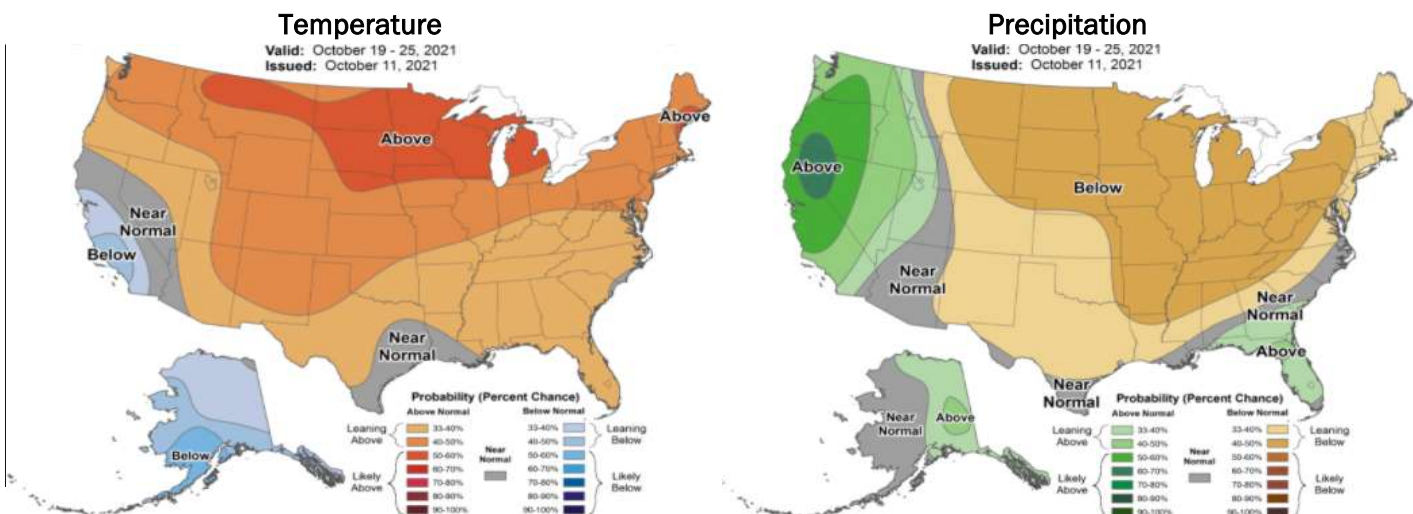 Temperature
Valid: October 19 - 25, 2021
Issued: October 11, 2021
Above
Above
Near
Normal
Below
Near
Normal
Below
Probability (Percent Chance)
Above Normal
Below Normal
Leaning
Above
33-40%
40-50%
Near
Normal
33-40%
40-50%
Leaning
Below
Likely
Above
50-60%
60-70%
70-80%
80-90%
90-100%
50-60%
60-70%
70-80%
80-90%
90-100%
Likely
Below
Precipitation
Valid: October 19 - 25, 2021
Issued: October 11, 2021
Above
Below
Near
Normal
Near
Normal
Above
Near
Normal
Near
Normal
Above
Probability (Percent Chance)
Above Normal
Below Normal
Leaning
Above
33-40%
40-50%
Near
Normal
33-40%
40-50%
Leaning
Below
Likely
Above
50-60%
60-70%
70-80%
80-90%
90-100%
50-60%
60-70%
70-80%
80-90%
90-100%
Likely
Below